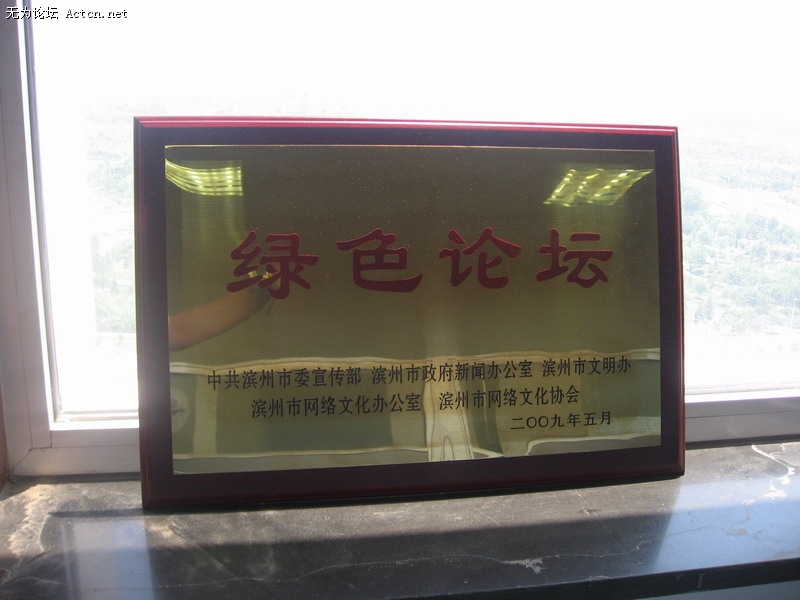 无为论坛 Actcn.net
绿色论坛
中共滨州市委宣传部 滨州市政府新闻办公室 滨州市文明办
滨州市网络文化办公室 滨州市网络文化协会
二〇〇九年五月